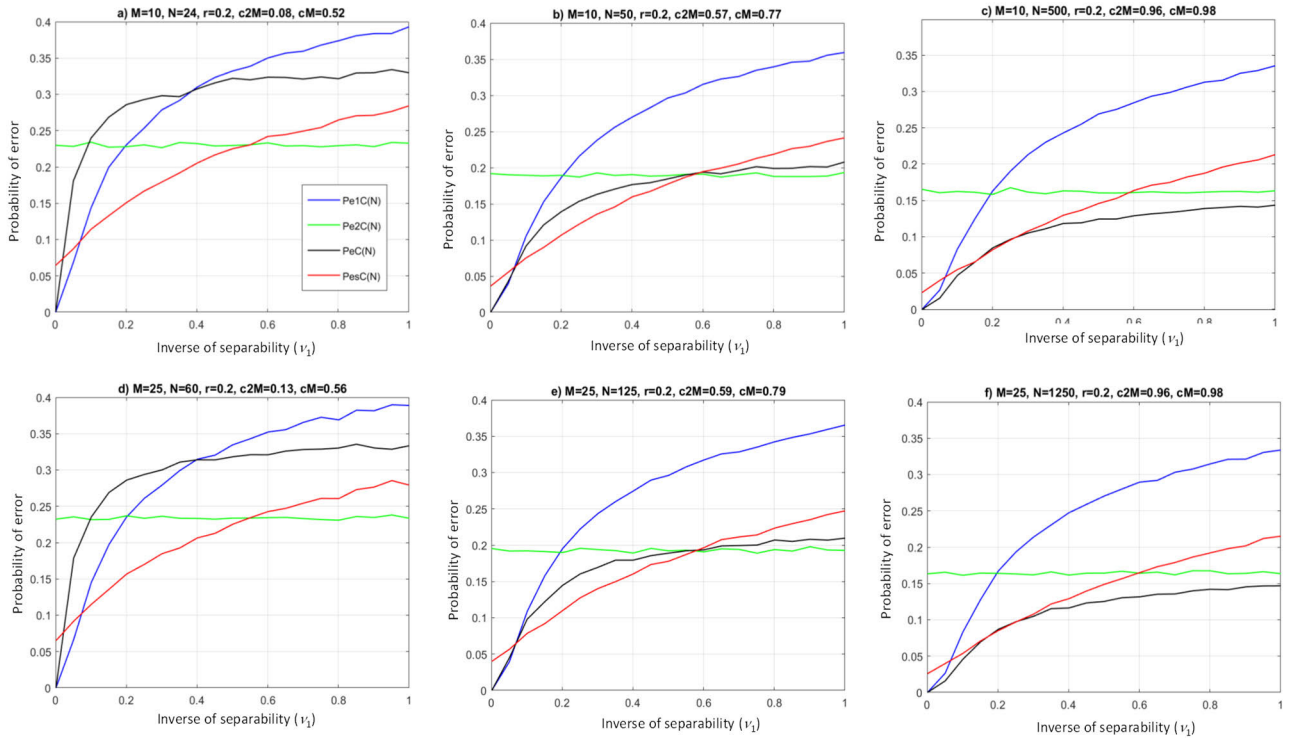 a) M=10, N=24, r=0.2, c2M=0.08, cM=0.52
Probability of error
0.4
0.35
0.3
0.25
0.2
0.15
0.1
0.05
0
Pe1C(N)
Pe2C(N)
PeC(N)
PesC(N)
0 0.2 0.4 0.6 0.8 1
Inverse of separability (ν1)
b) M=10, N=50, r=0.2, c2M=0.57, cM=0.77
Probability of error
0.35
0.3
0.25
0.2
0.15
0.1
0.05
0
0 0.2 0.4 0.6 0.8 1
Inverse of separability (ν1)
c) M=10, N=500, r=0.2, c2M=0.96, cM=0.98
Probability of error
0.35
0.3
0.25
0.2
0.15
0.1
0.05
0
0 0.2 0.4 0.6 0.8 1
Inverse of separability (ν1)
d) M=25, N=60, r=0.2, c2M=0.13, cM=0.56
Probability of error
0.4
0.35
0.3
0.25
0.2
0.15
0.1
0.05
0
0 0.2 0.4 0.6 0.8 1
Inverse of separability (ν1)
e) M=25, N=125, r=0.2, c2M=0.59, cM=0.79
Probability of error
0.4
0.35
0.3
0.25
0.2
0.15
0.1
0.05
0
0 0.2 0.4 0.6 0.8 1
Inverse of separability (ν1)
f) M=25, N=1250, r=0.2, c2M=0.96, cM=0.98
Probability of error
0.4
0.35
0.3
0.25
0.2
0.15
0.1
0.05
0
0 0.2 0.4 0.6 0.8 1
Inverse of separability (ν1)